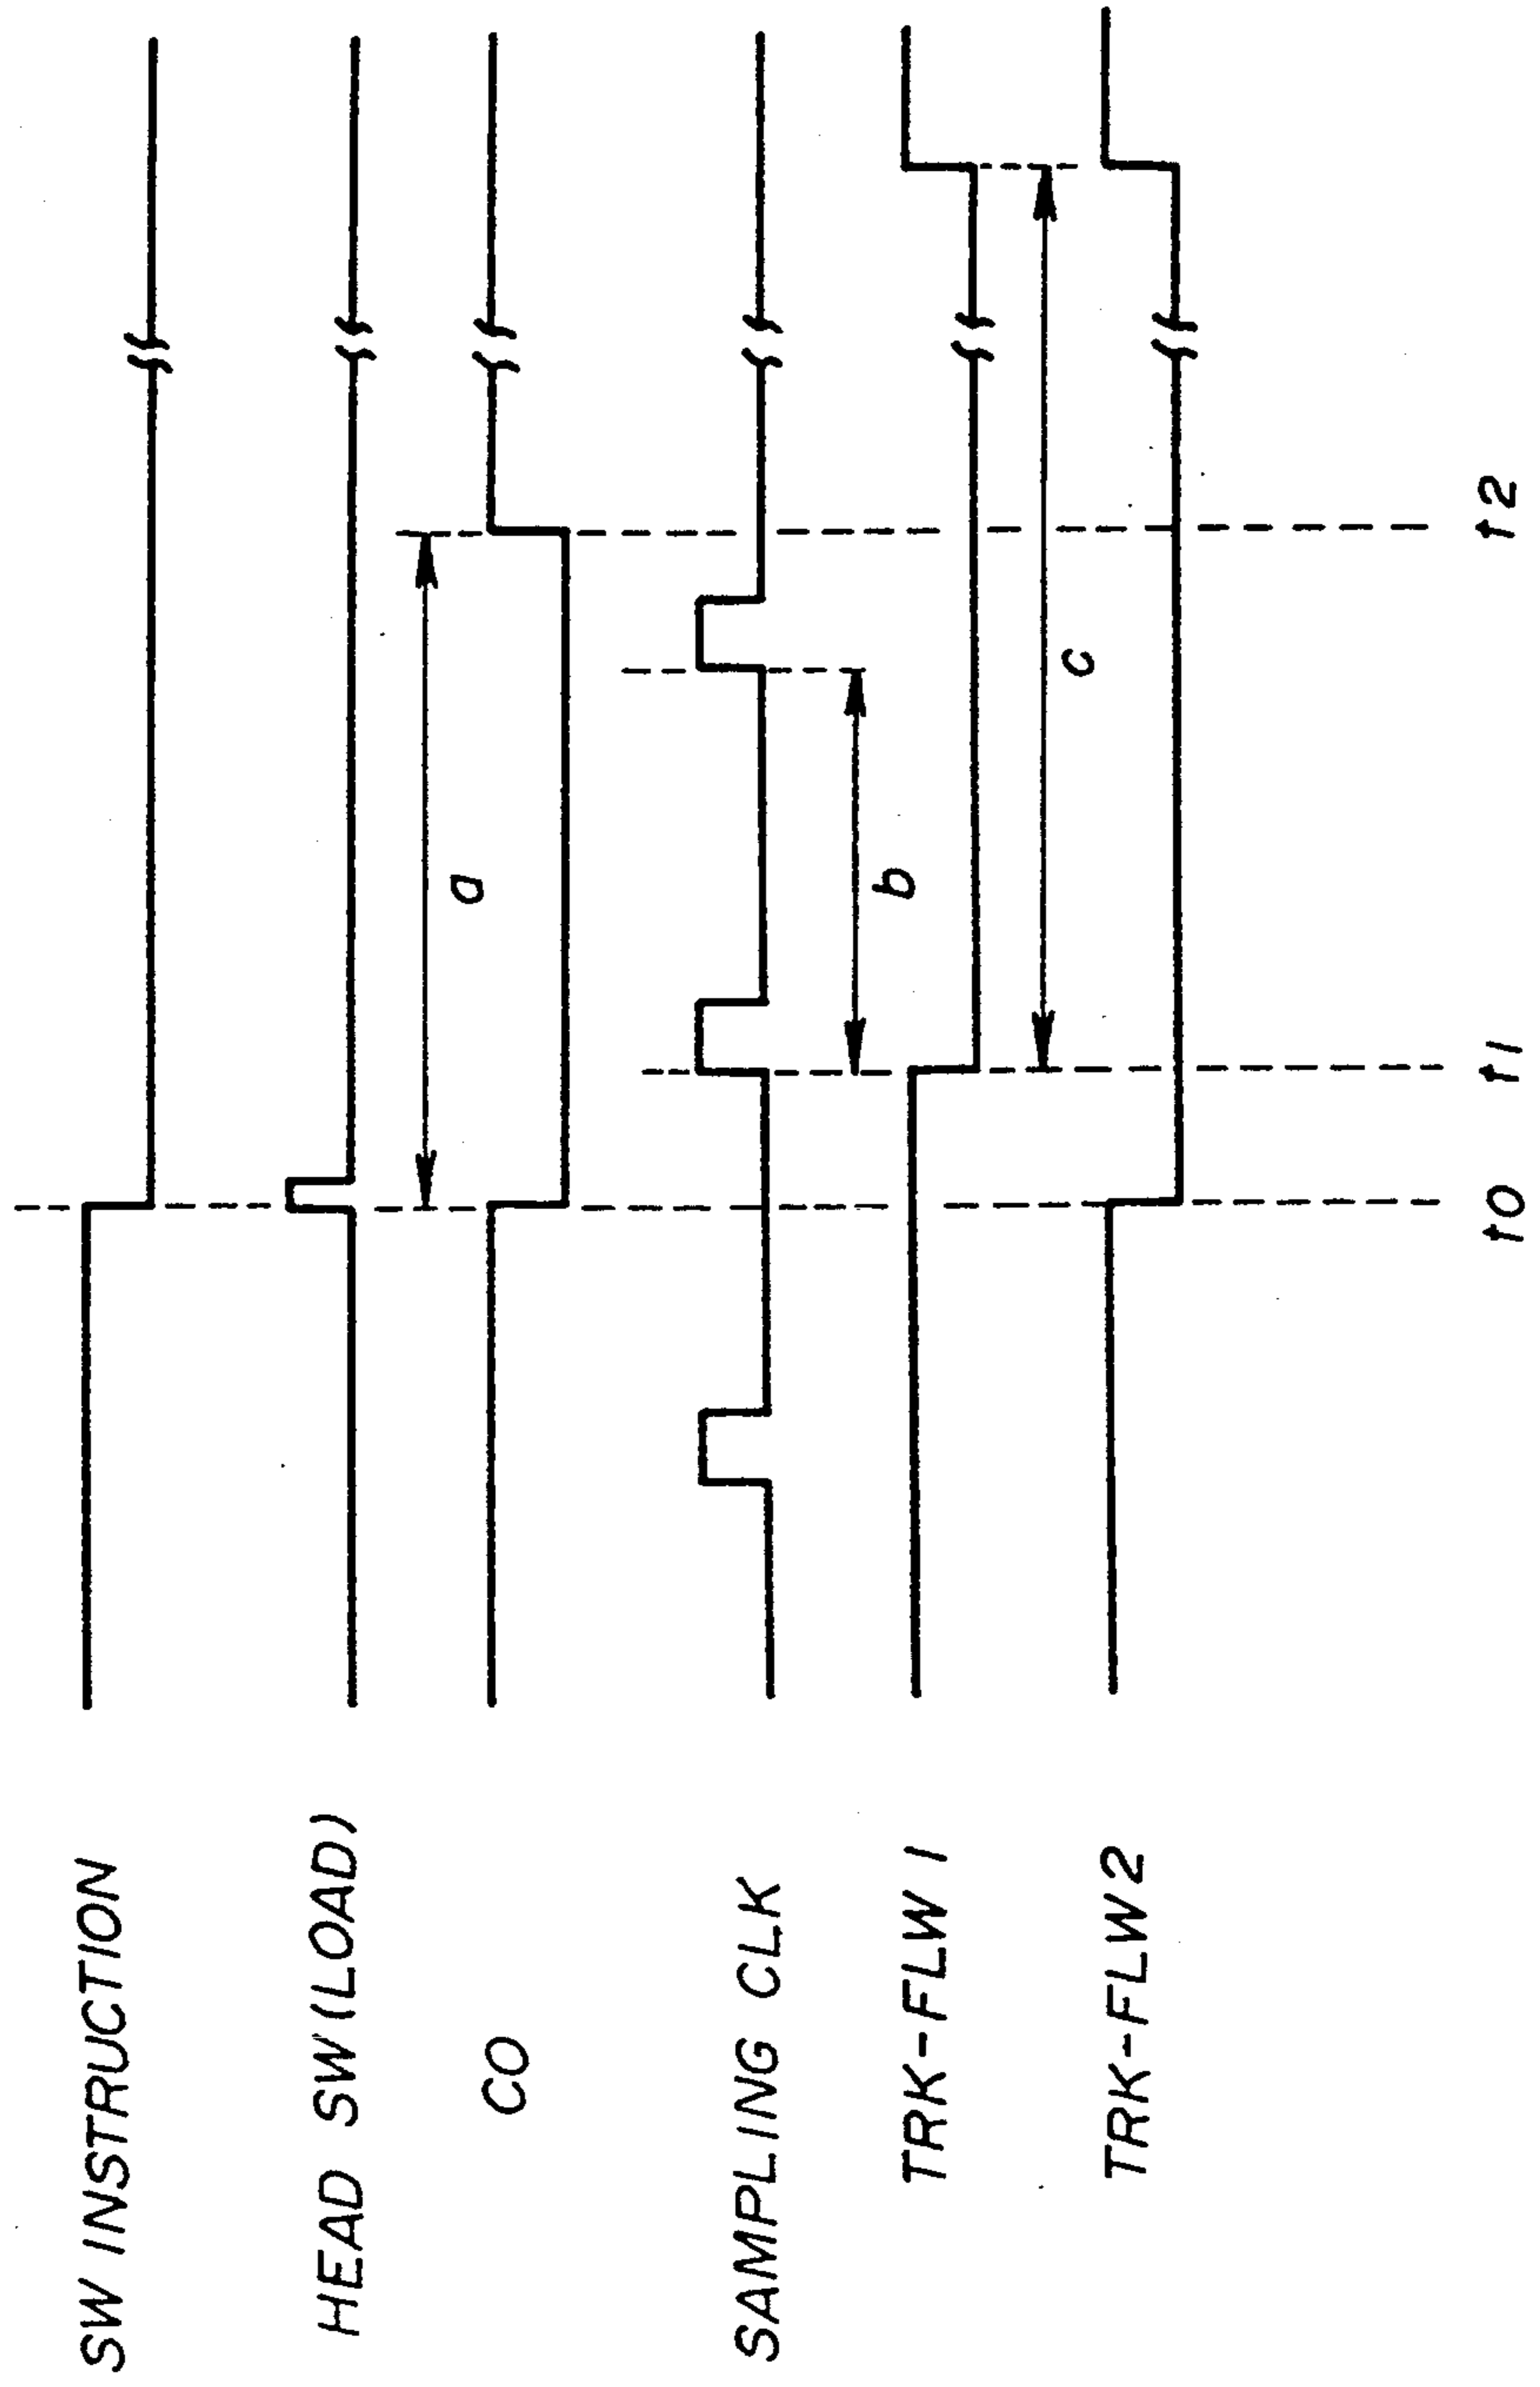 SW INSTRUCTION
HEAD SW (LOAD)
a
CO
SAMPLING CLK
b
TRK-FLW 1
c
TRK-FLW 2
t0 t1 t2